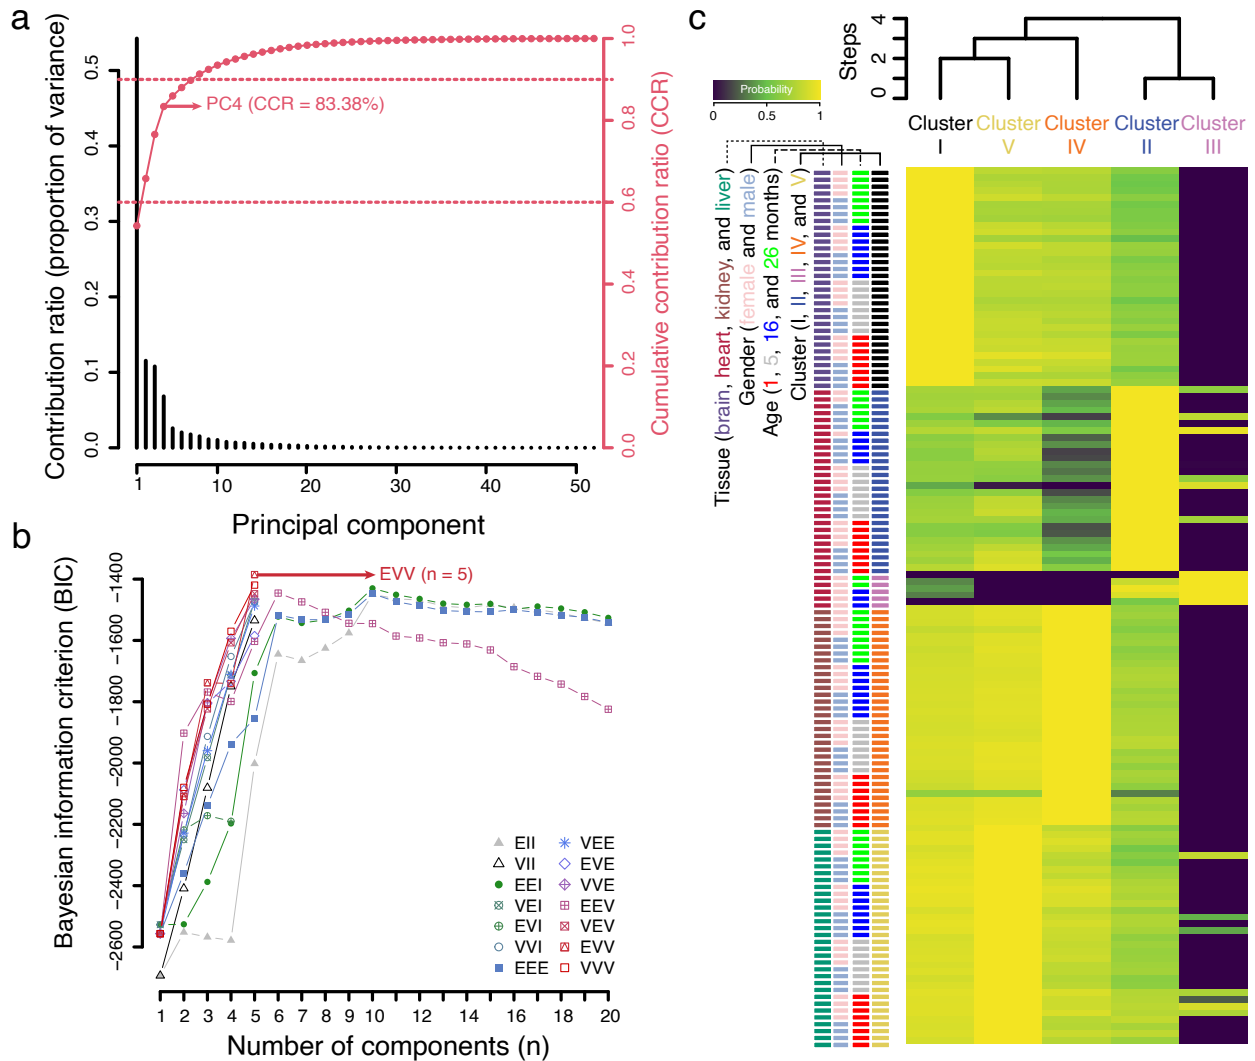 a
Contribution ratio (proportion of variance)
0.0
0.1
0.2
0.3
0.4
0.5
PC4 (CCR = 83.38%)
Cumulative contribution ratio (CCR)
0.0
0.2
0.4
0.6
0.8
1.0
1 10 20 30 40 50
Principal component
b
Bayesian information criterion (BIC)
−1400
−1600
−1800
−2000
−2200
−2400
−2600
EVV (n = 5)
EII
VII
EEI
VEI
EVI
VVI
EEE
VEE
EVE
VVE
EEV
VEV
EVV
VVV
1 2 3 4 5 6 7 8 9 10 12 14 16 18 20
Number of components (n)
c
Steps
0
2
4
Probability
0 0.5 1
Cluster I
Cluster V
Cluster IV
Cluster II
Cluster III
Tissue (brain, heart, kidney, and liver)
Gender (female and male)
Age (1, 5, 16, and 26 months)
Cluster (I, II, III, IV, and V)